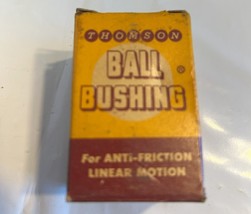 THOMSON
BALL
BUSHING
For ANTI-FRICTION
LINEAR MOTION